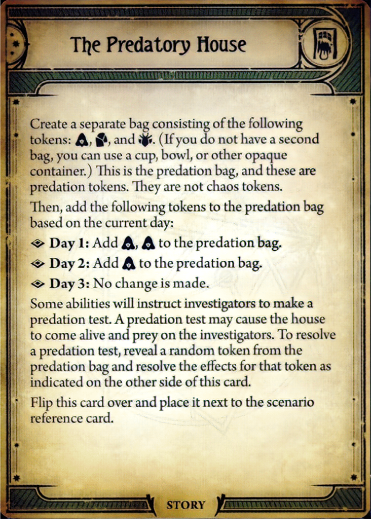 The Predatory House
Create a separate bag consisting of the following
tokens: , , and . (If you do not have a second
bag, you can use a cup, bowl, or other opaque
container.) This is the predation bag, and these are
predation tokens. They are not chaos tokens.
Then, add the following tokens to the predation bag
based on the current day:
Day 1: Add , to the predation bag.
Day 2: Add to the predation bag.
Day 3: No change is made.
Some abilities will instruct investigators to make a
predation test. A predation test may cause the house
to come alive and prey on the investigators. To resolve
a predation test, reveal a random token from the
predation bag and resolve the effects for that token as
indicated on the other side of this card.
Flip this card over and place it next to the scenario
reference card.
STORY